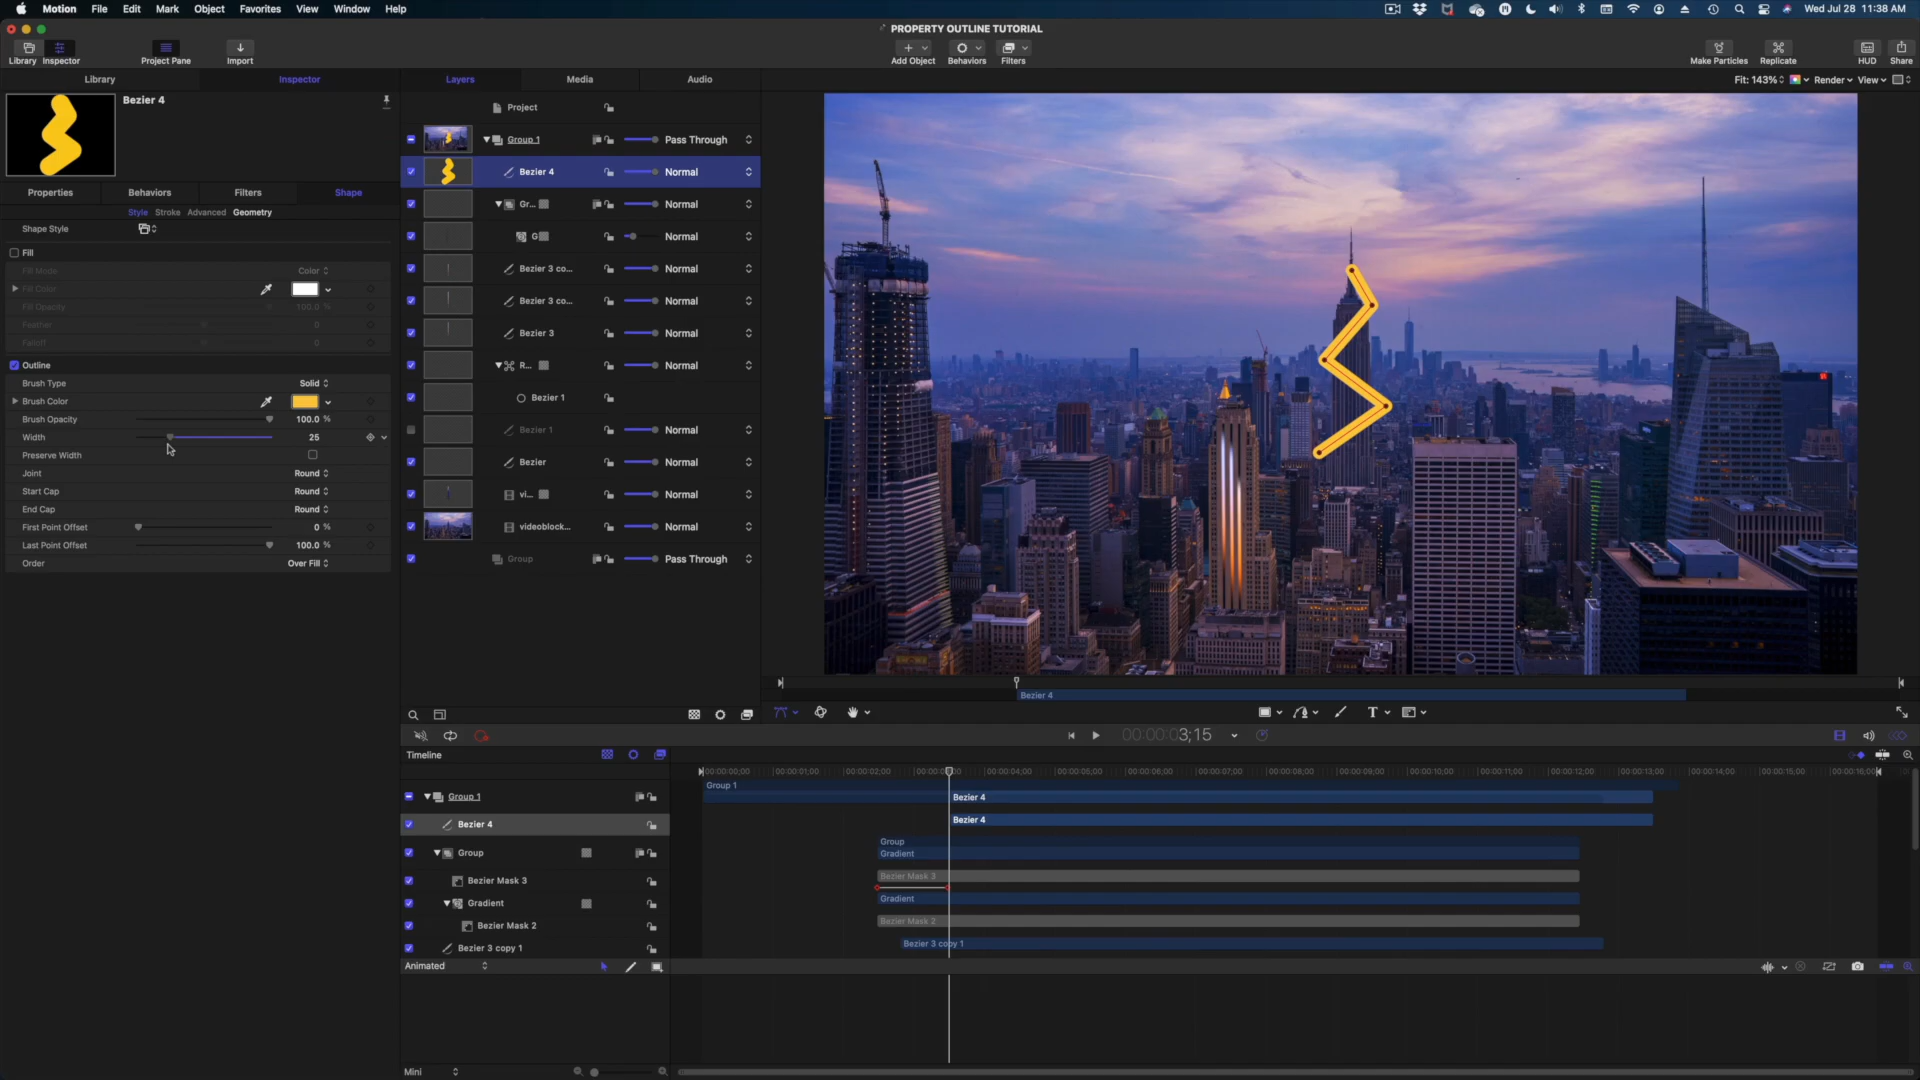 Motion File Edit Mark Object Favorites View Window Help
Wed Jul 28 11:38 AM
PROPERTY OUTLINE TUTORIAL
Library Inspector Project Pane Import
Add Object Behaviors Filters
Make Particles Replicate HUD Share
Library Inspector
Layers Media Audio
Fit: 143% Render View
Bezier 4
Properties Behaviors Filters Shape
Style Stroke Advanced Geometry
Shape Style
Fill
Fill Mode Color
Fill Color
Fill Opacity 100.0 %
Feather 0
Falloff 0
Outline
Brush Type Solid
Brush Color
Brush Opacity 100.0 %
Width 25
Preserve Width
Joint Round
Start Cap Round
End Cap Round
First Point Offset 0 %
Last Point Offset 100.0 %
Order Over Fill
Project
Group 1 Pass Through
Bezier 4 Normal
Gr... Normal
G Normal
Bezier 3 co... Normal
Bezier 3 co... Normal
Bezier 3 Normal
R... Normal
Bezier 1
Bezier 1 Normal
Bezier Normal
vi... Normal
videoblock... Normal
Group Pass Through
Bezier 4
T
00:00:03;15
Timeline
00:00:00;00 00:00:01;00 00:00:02;00 00:00:04;00 00:00:05;00 00:00:06;00 00:00:07;00 00:00:08;00 00:00:09;00 00:00:10;00 00:00:11;00 00:00:12;00 00:00:13;00 00:00:14;00 00:00:15;00 00:00:16;00
Group 1
Group 1 Bezier 4
Bezier 4 Bezier 4
Group
Group Gradient
Bezier Mask 3 Bezier Mask 3
Gradient Gradient
Bezier Mask 2 Bezier Mask 2
Bezier 3 copy 1 Bezier 3 copy 1
Animated
Mini